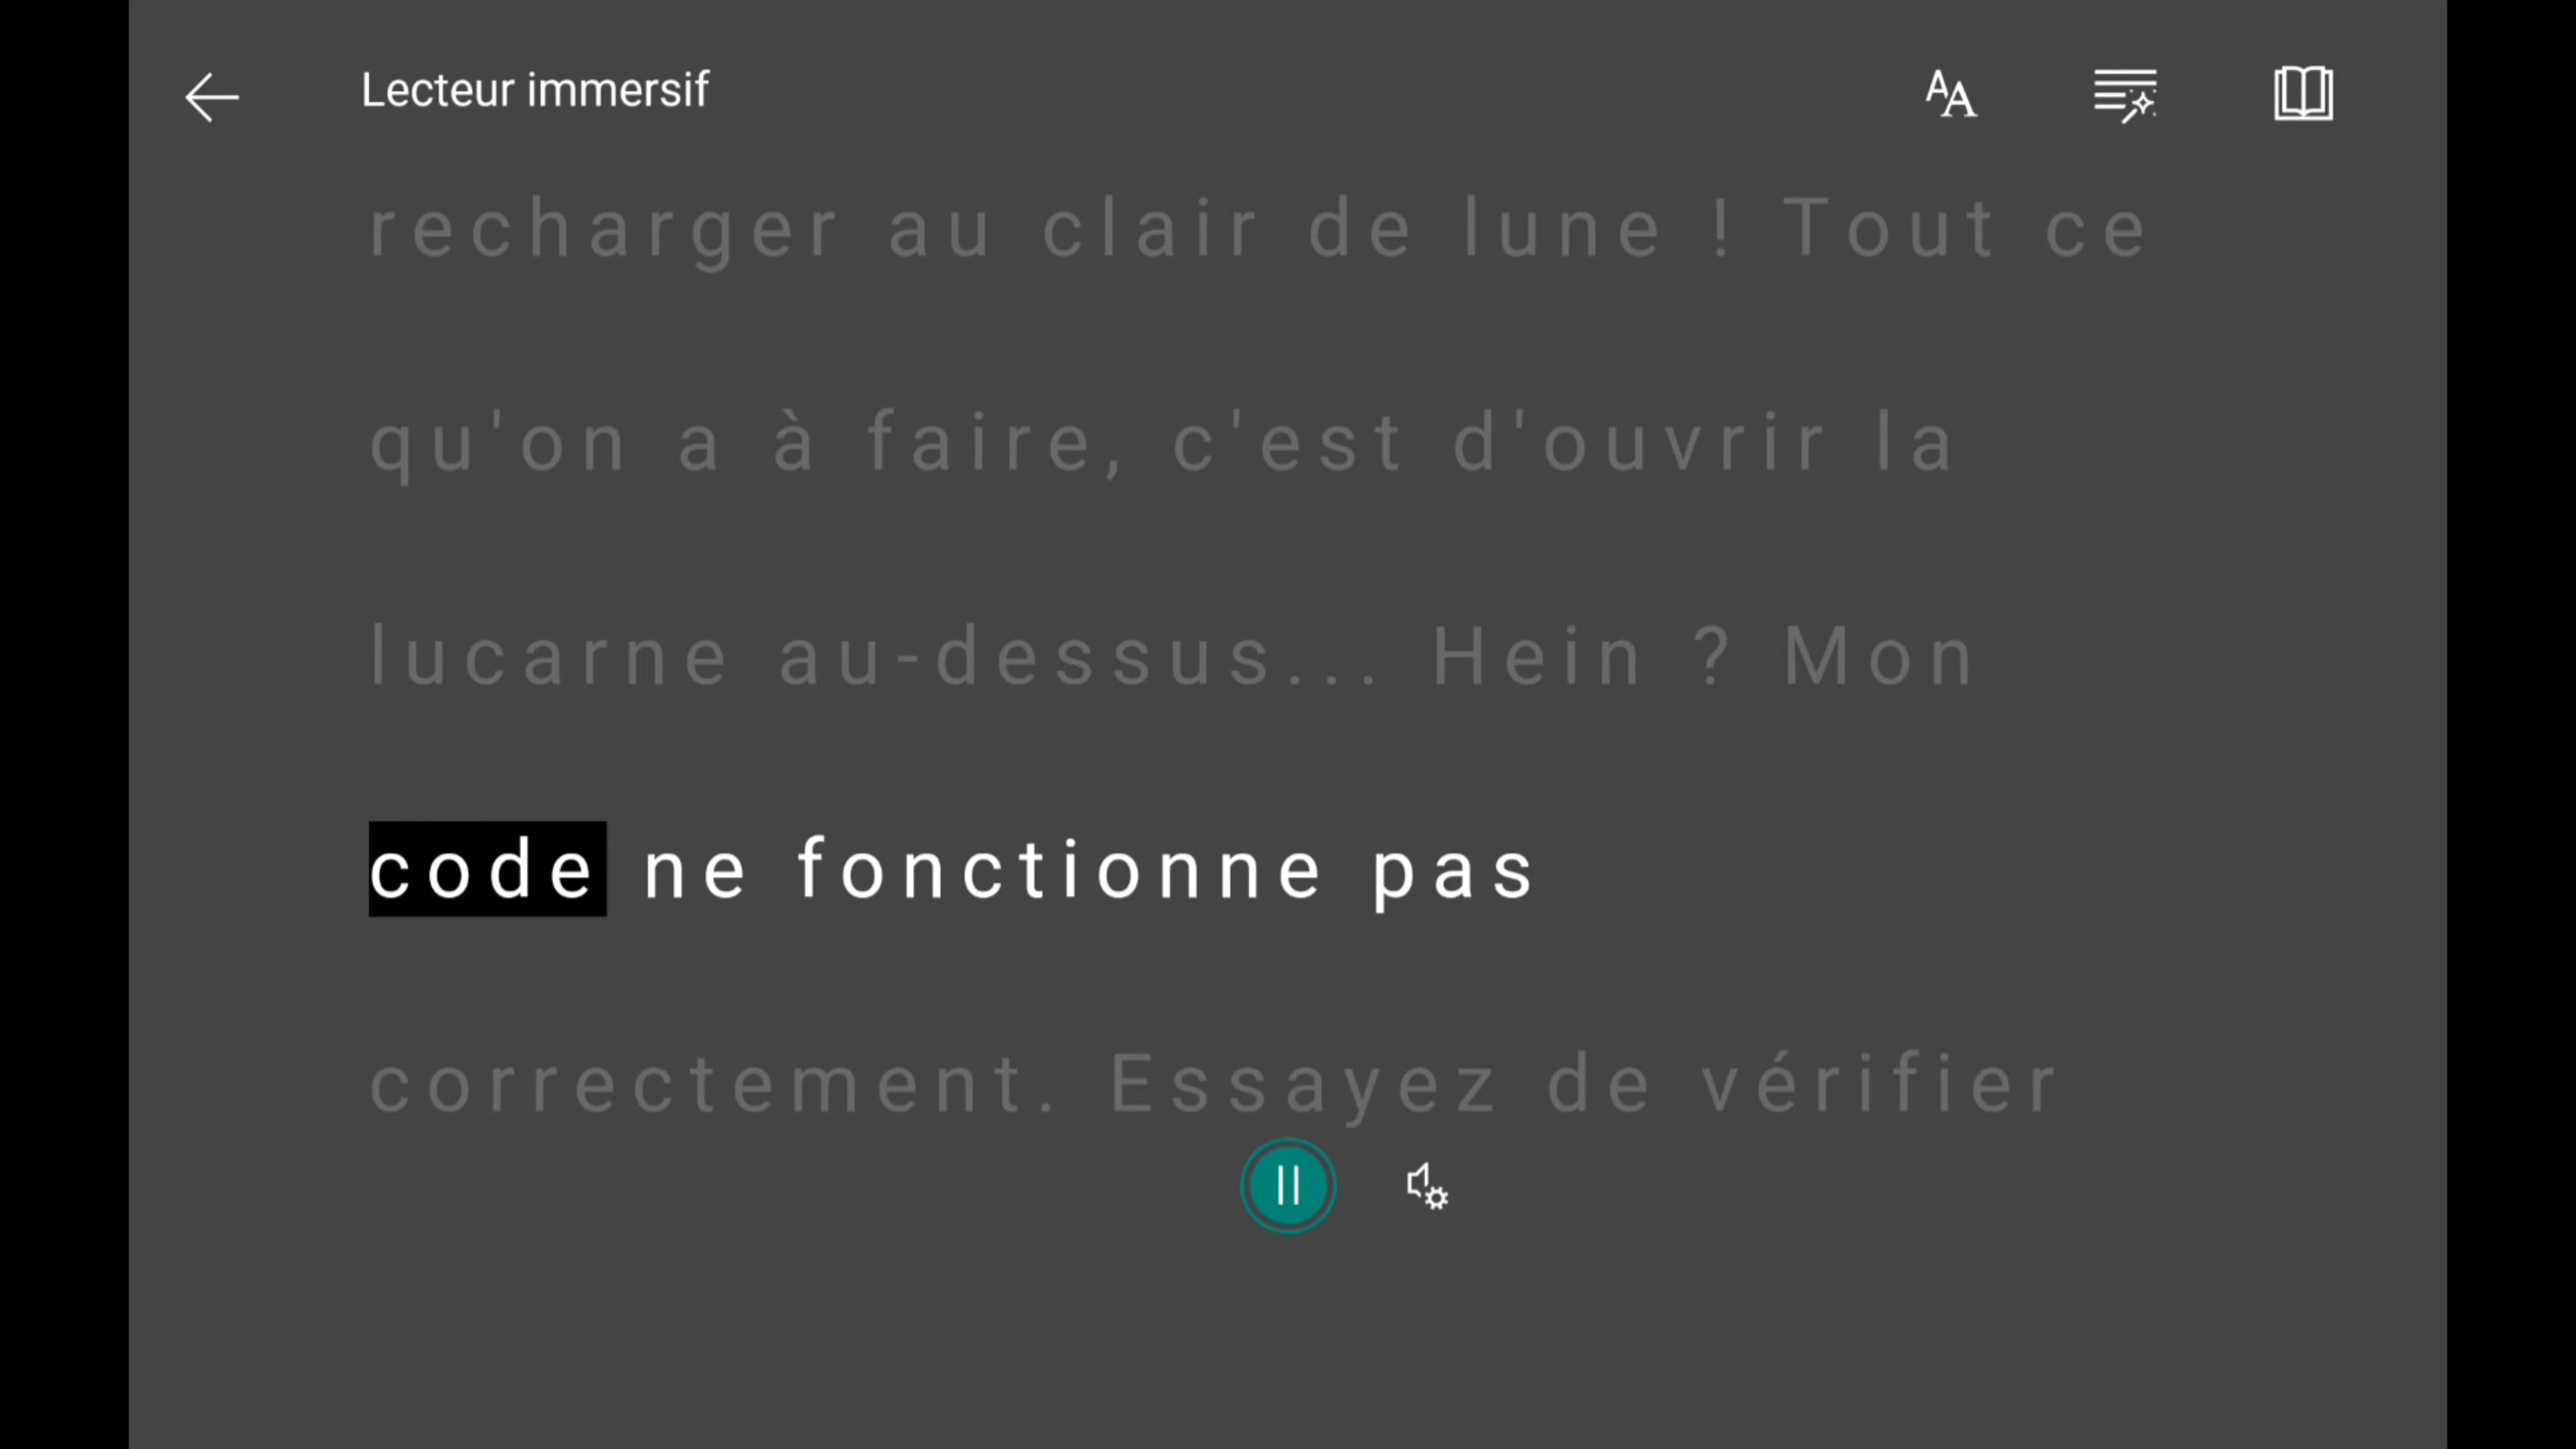 Lecteur immersif
recharger au clair de lune ! Tout ce
qu'on a à faire, c'est d'ouvrir la
lucarne au-dessus... Hein ? Mon
code ne fonctionne pas
correctement. Essayez de vérifier